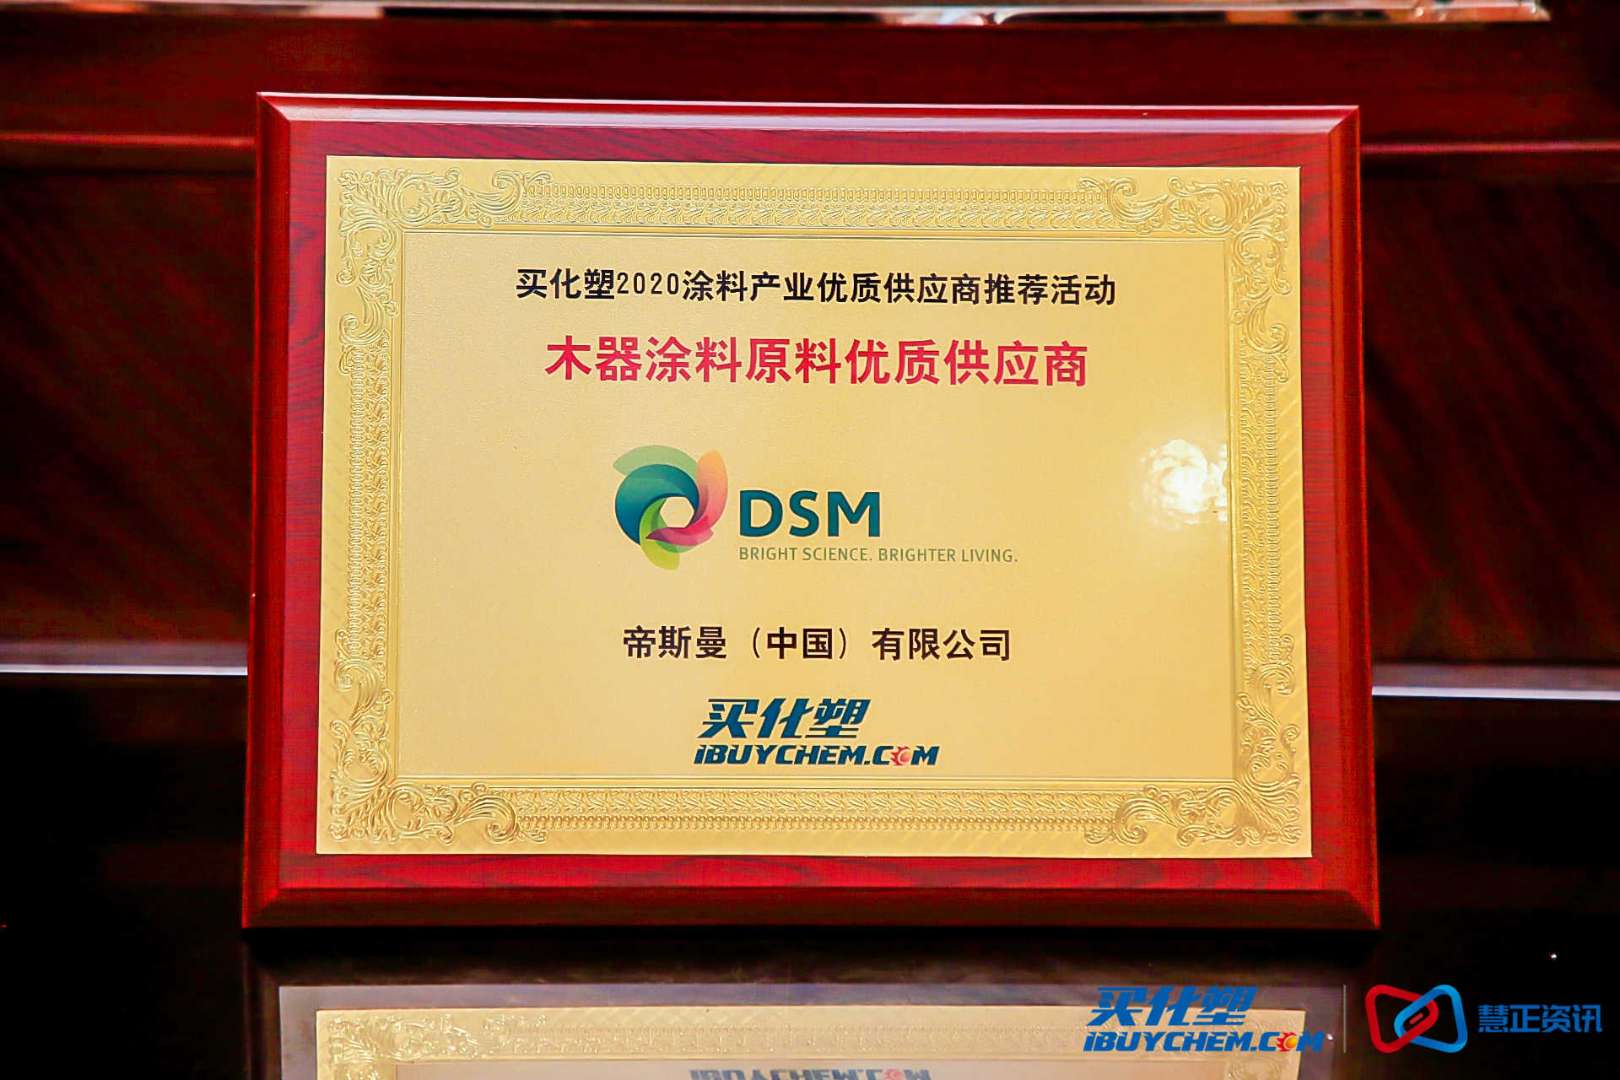 买化塑2020涂料产业优质供应商推荐活动
木器涂料原料优质供应商
DSM
BRIGHT SCIENCE. BRIGHTER LIVING.
帝斯曼（中国）有限公司
买化塑
iBUYCHEM.COM
买化塑
iBUYCHEM.COM
慧正资讯
iBUYCHEM.COM